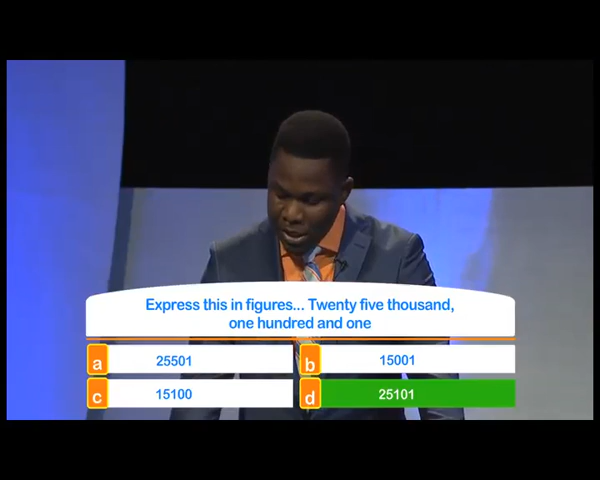 Express this in figures... Twenty five thousand,
one hundred and one
a 25501
b 15001
c 15100
d 25101